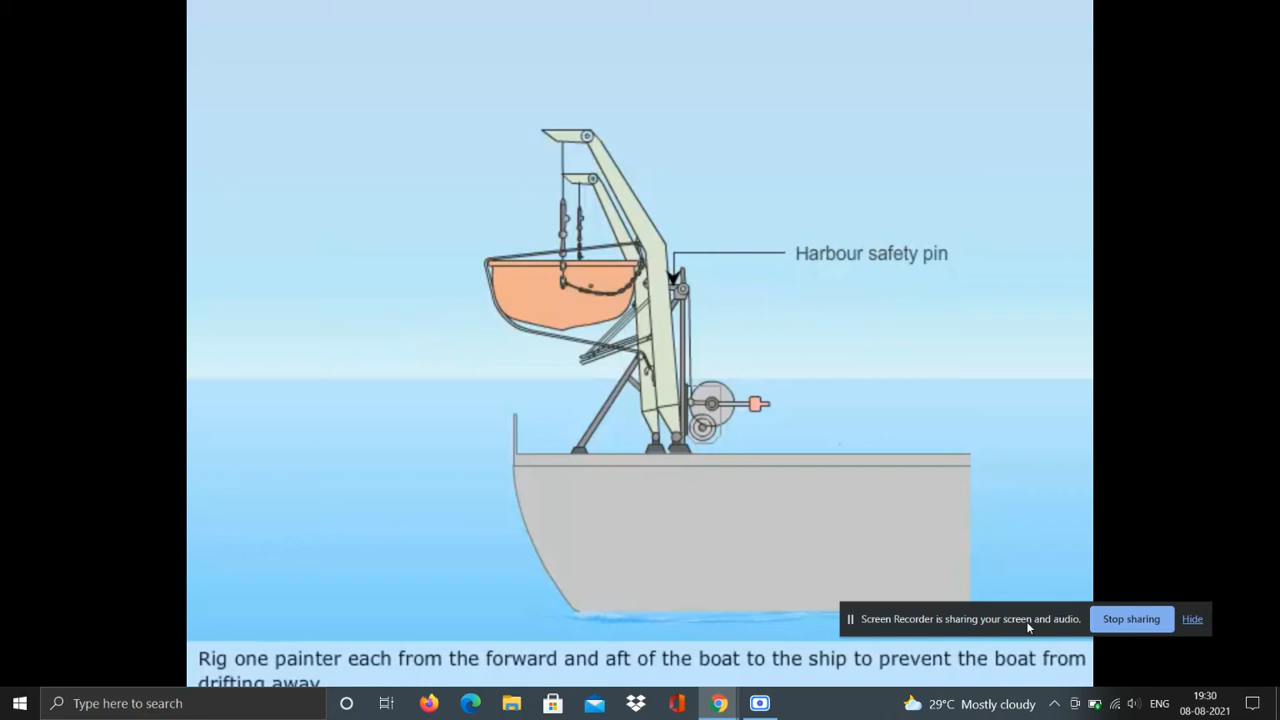 Harbour safety pin
Screen Recorder is sharing your screen and audio.
Stop sharing
Hide
Rig one painter each from the forward and aft of the boat to the ship to prevent the boat from
drifting away.
Type here to search
29°C Mostly cloudy
ENG
19:30
08-08-2021